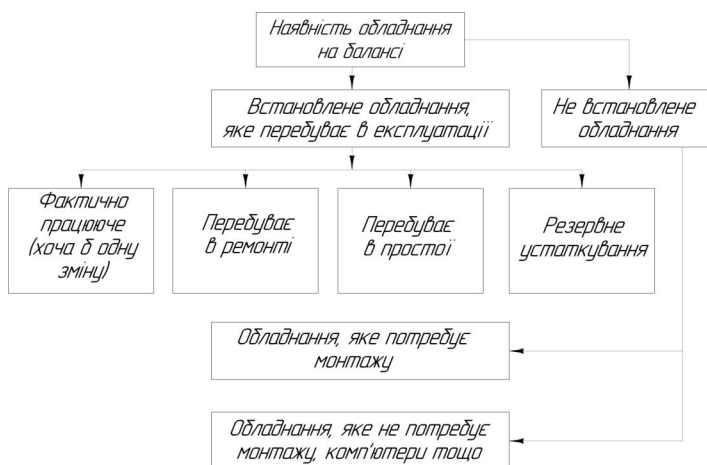 Наявність обладнання
на балансі
Встановлене обладнання,
яке перебуває в експлуатації
Не встановлене
обладнання
Фактично
працююче
(хоча б одну
зміну)
Перебуває
в ремонті
Перебуває
в простої
Резервне
устаткування
Обладнання, яке потребує
монтажу
Обладнання, яке не потребує
монтажу, комп'ютери тощо